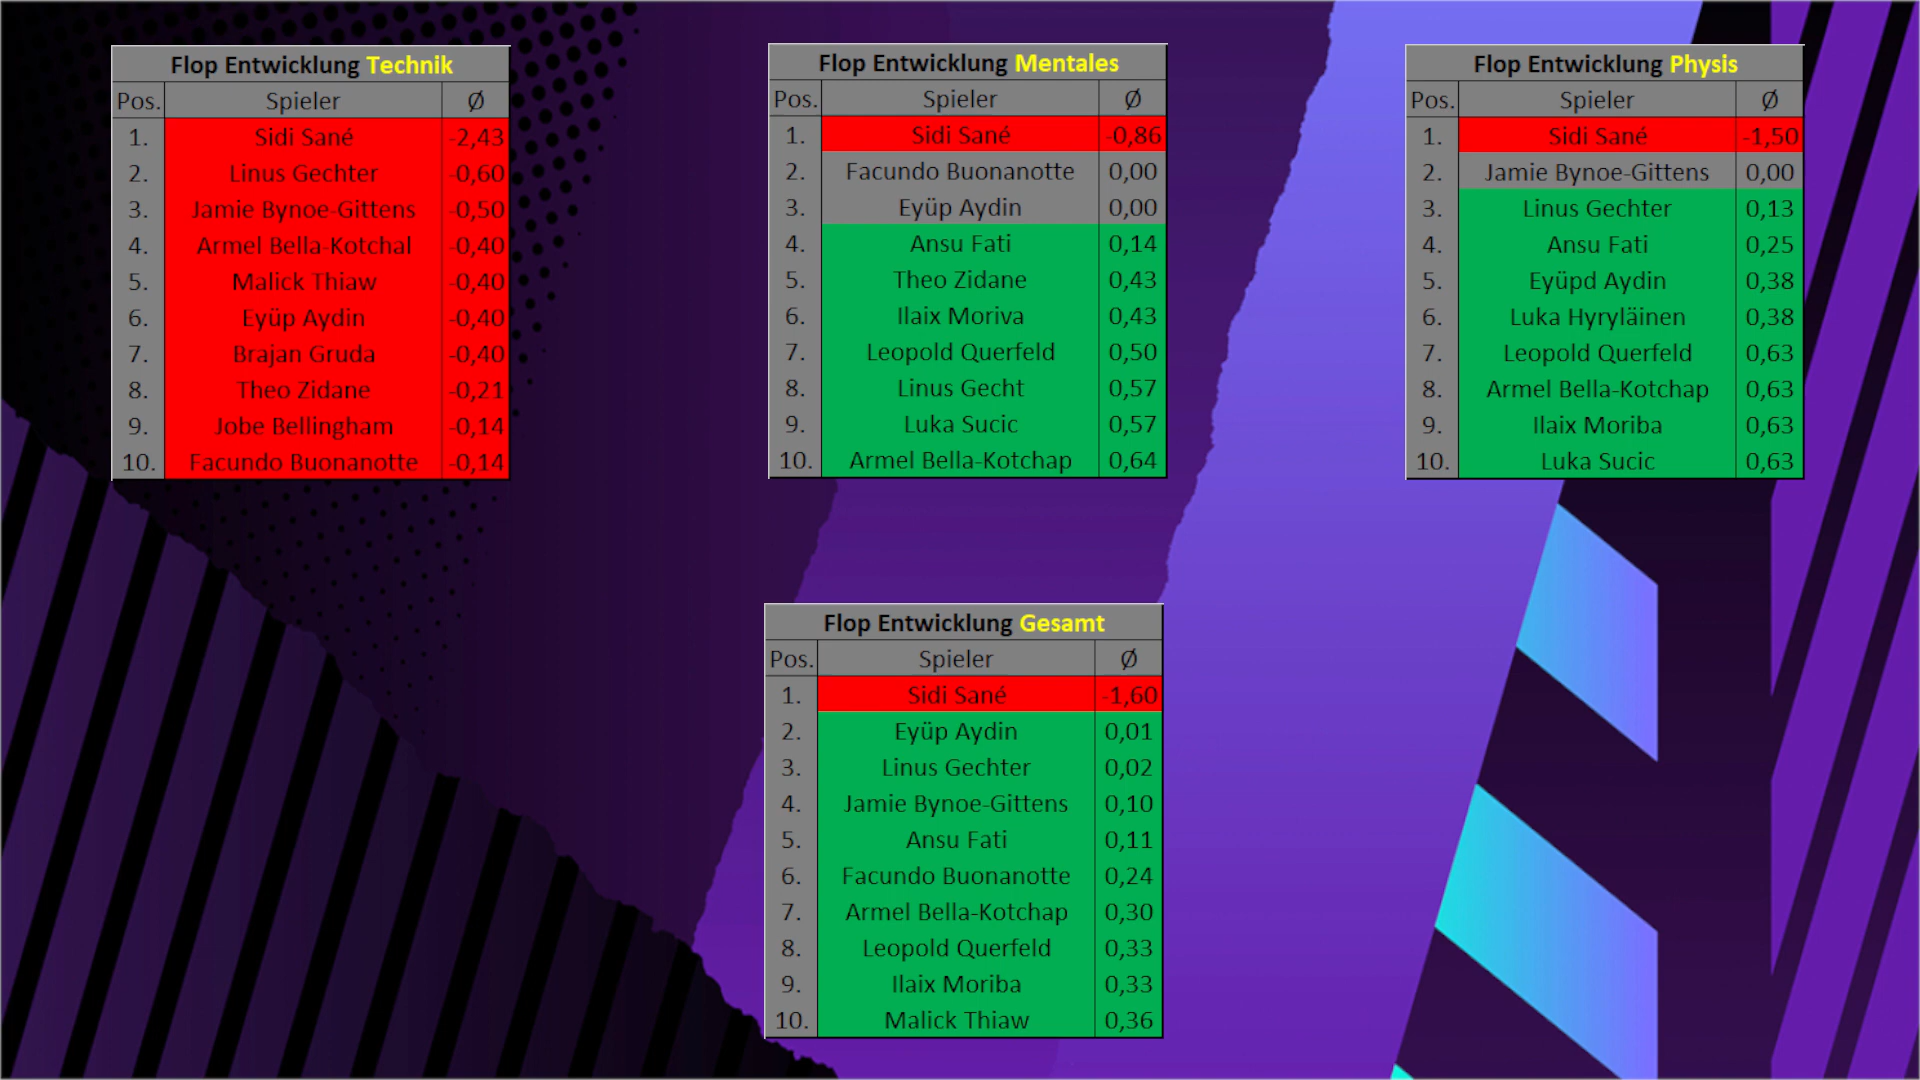 Flop Entwicklung Technik
Pos. Spieler Ø
1. Sidi Sané -2,43
2. Linus Gechter -0,60
3. Jamie Bynoe-Gittens -0,50
4. Armel Bella-Kotchal -0,40
5. Malick Thiaw -0,40
6. Eyüp Aydin -0,40
7. Brajan Gruda -0,40
8. Theo Zidane -0,21
9. Jobe Bellingham -0,14
10. Facundo Buonanotte -0,14
Flop Entwicklung Mentales
Pos. Spieler Ø
1. Sidi Sané -0,86
2. Facundo Buonanotte 0,00
3. Eyüp Aydin 0,00
4. Ansu Fati 0,14
5. Theo Zidane 0,43
6. Ilaix Moriva 0,43
7. Leopold Querfeld 0,50
8. Linus Gecht 0,57
9. Luka Sucic 0,57
10. Armel Bella-Kotchap 0,64
Flop Entwicklung Physis
Pos. Spieler Ø
1. Sidi Sané -1,50
2. Jamie Bynoe-Gittens 0,00
3. Linus Gechter 0,13
4. Ansu Fati 0,25
5. Eyüpd Aydin 0,38
6. Luka Hyryläinen 0,38
7. Leopold Querfeld 0,63
8. Armel Bella-Kotchap 0,63
9. Ilaix Moriba 0,63
10. Luka Sucic 0,63
Flop Entwicklung Gesamt
Pos. Spieler Ø
1. Sidi Sané -1,60
2. Eyüp Aydin 0,01
3. Linus Gechter 0,02
4. Jamie Bynoe-Gittens 0,10
5. Ansu Fati 0,11
6. Facundo Buonanotte 0,24
7. Armel Bella-Kotchap 0,30
8. Leopold Querfeld 0,33
9. Ilaix Moriba 0,33
10. Malick Thiaw 0,36